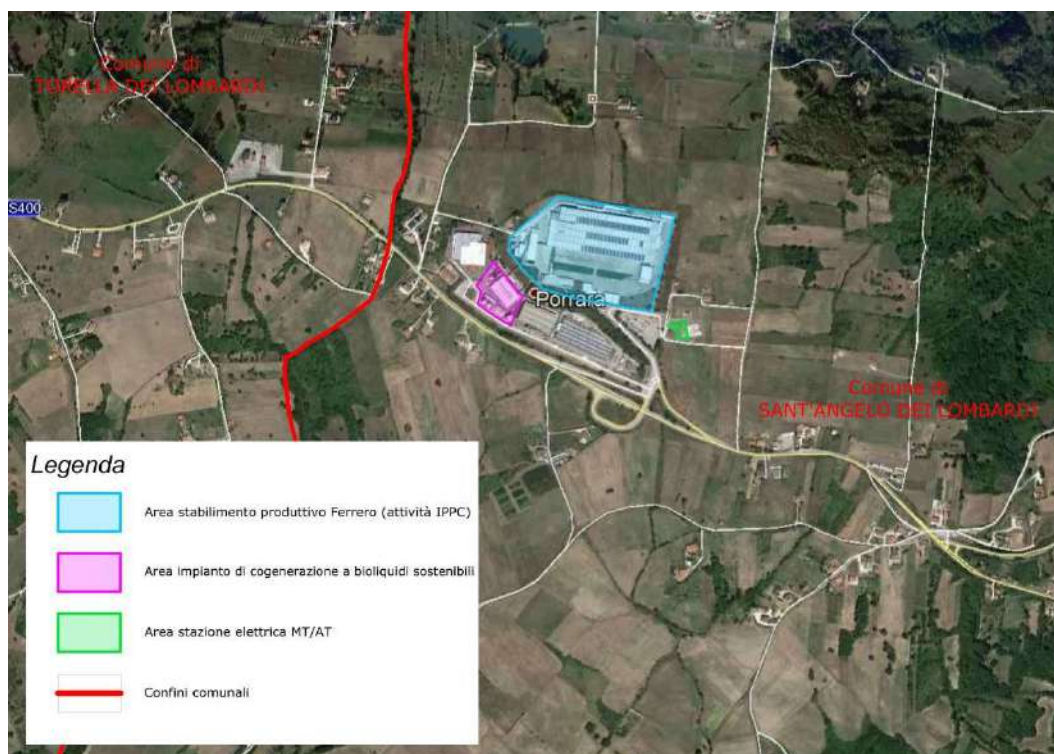 Comune di
TORELLA DEI LOMBARDI
S400
Porrara
Comune di
SANT'ANGELO DEI LOMBARDI
Legenda
Area stabilimento produttivo Ferrero (attività IPPC)
Area impianto di cogenerazione a bioliquidi sostenibili
Area stazione elettrica MT/AT
Confini comunali